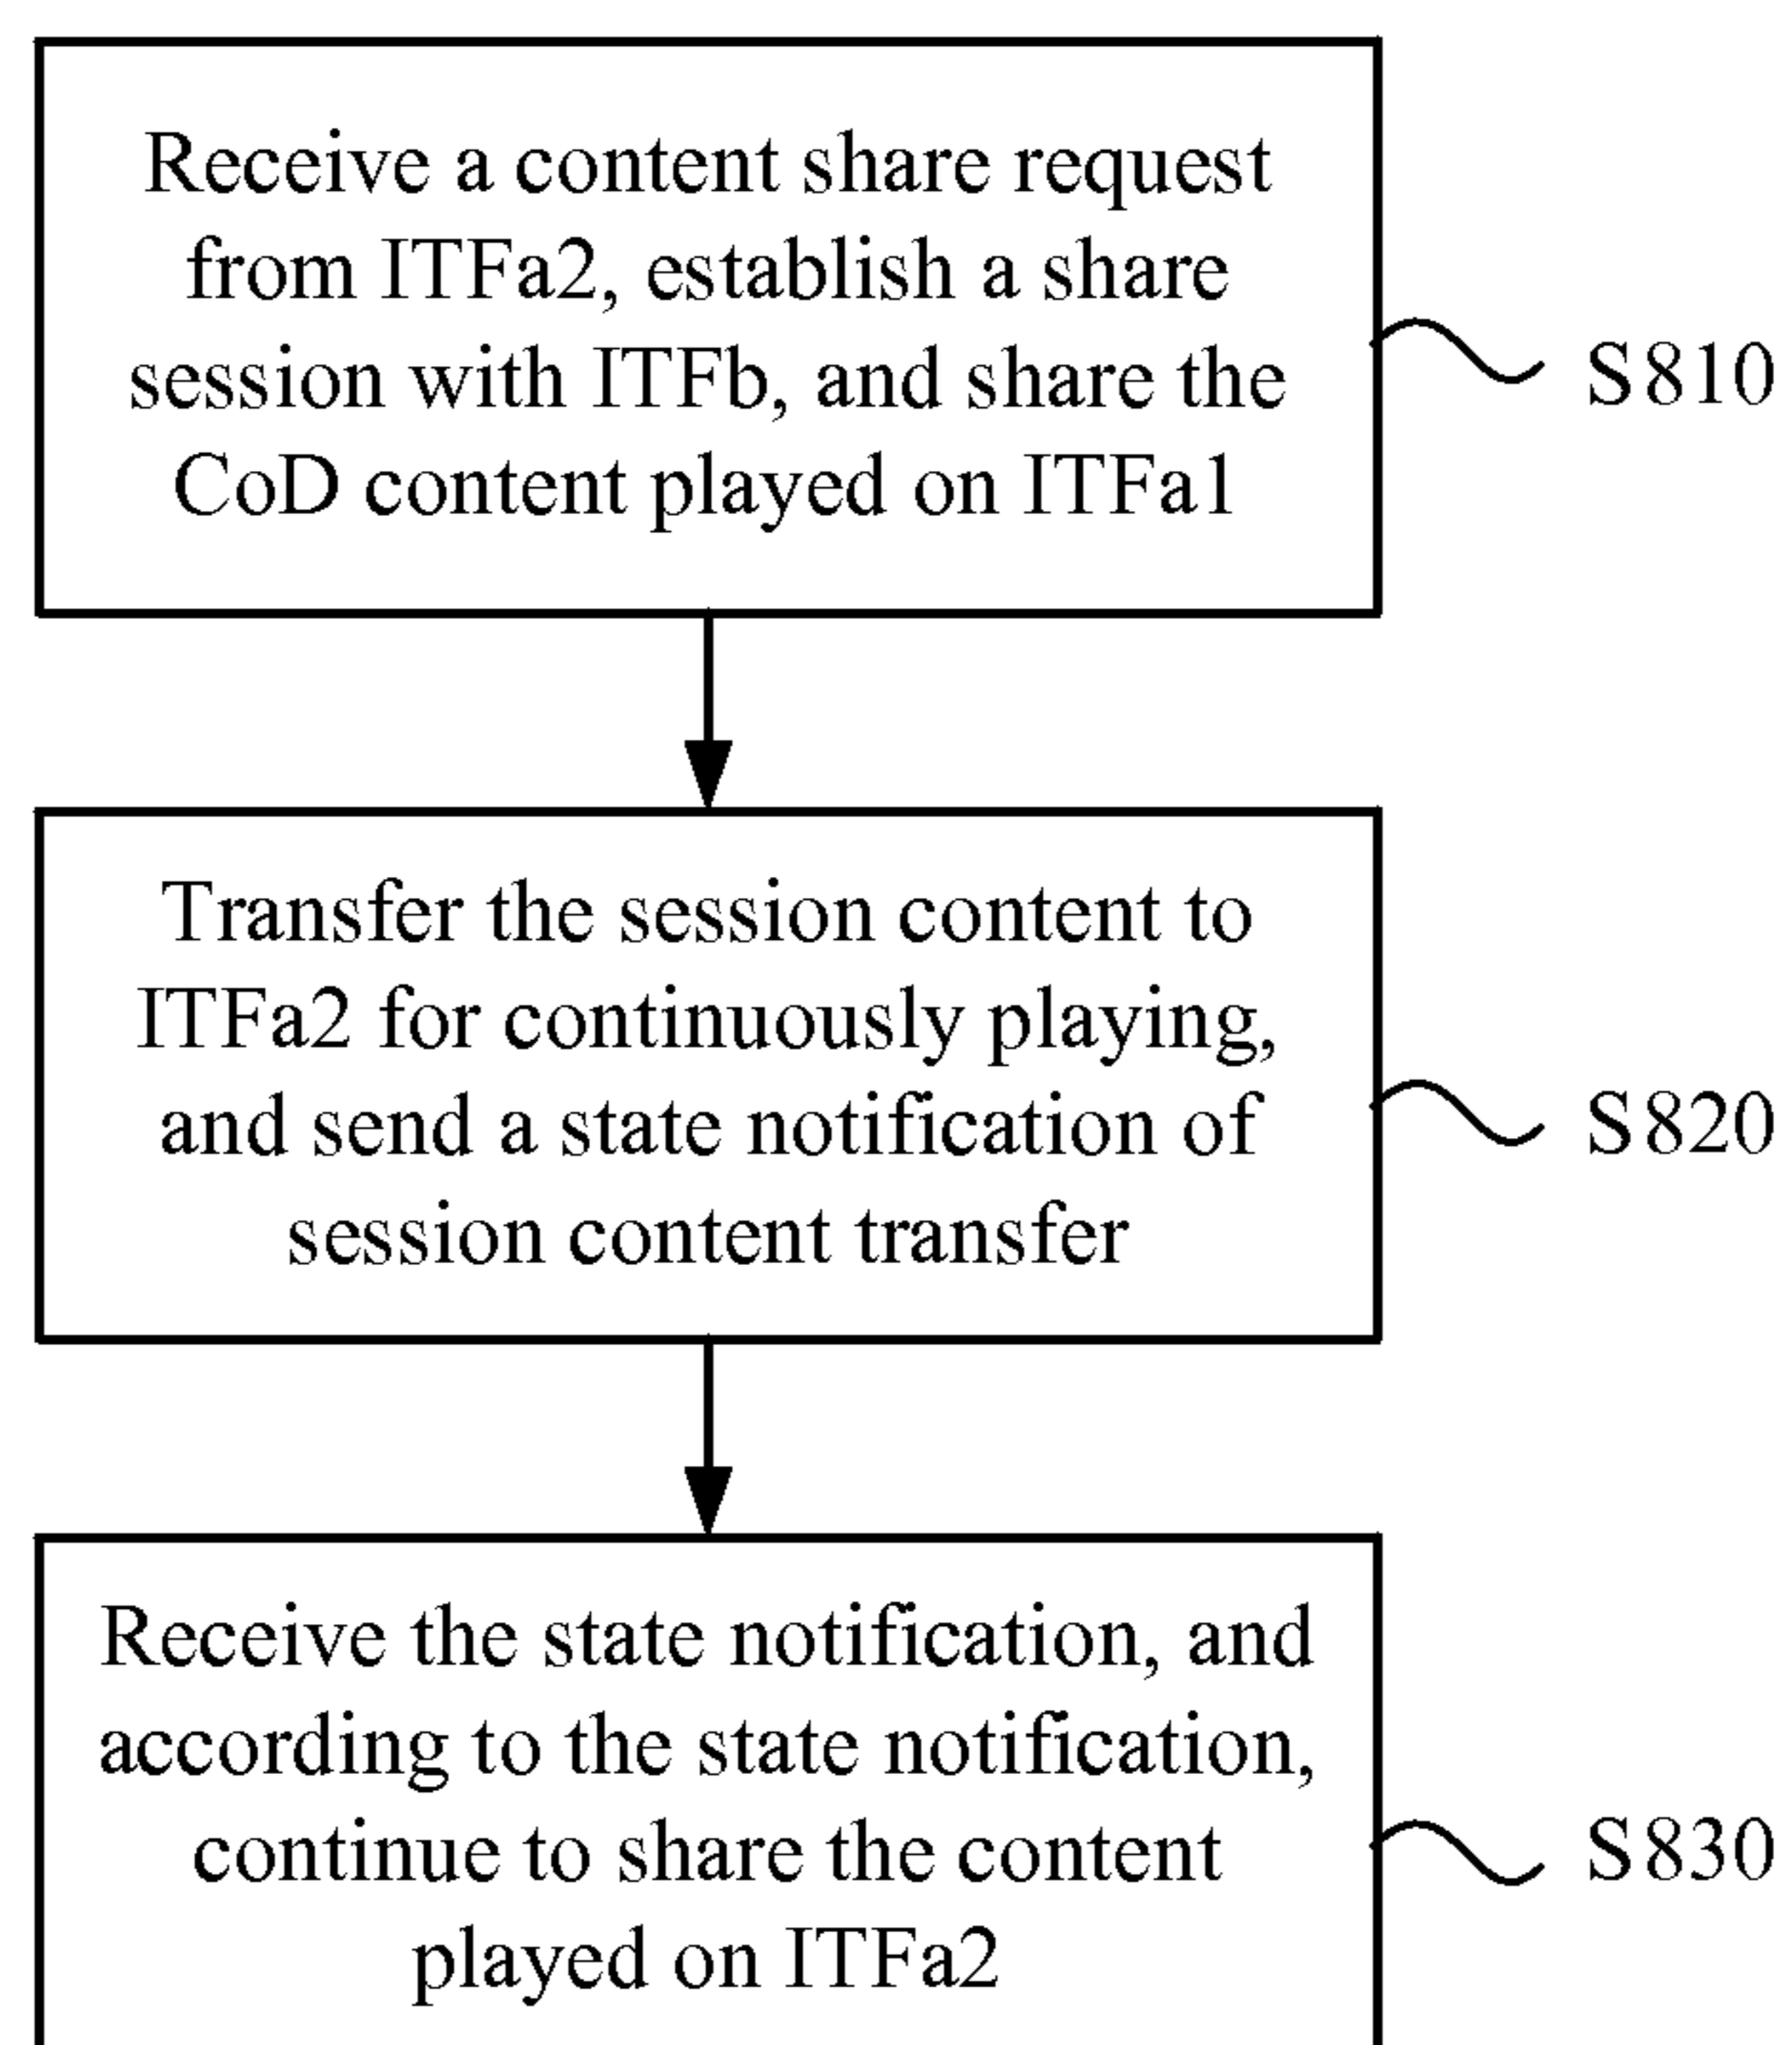 Receive a content share request
from ITFa2, establish a share
session with ITFb, and share the
CoD content played on ITFa1
S810
Transfer the session content to
ITFa2 for continuously playing,
and send a state notification of
session content transfer
S820
Receive the state notification, and
according to the state notification,
continue to share the content
played on ITFa2
S830